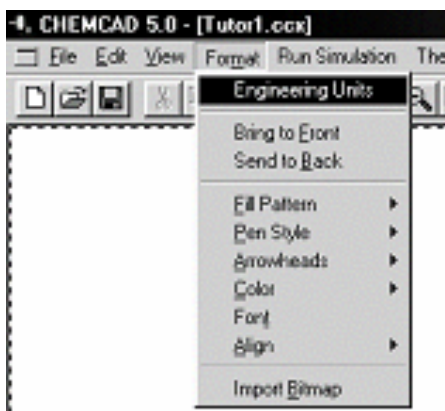 CHEMCAD 5.0 - [Tutor1.ccx]
File Edit View Format Run Simulation The
Engineering Units
Bring to Front
Send to Back
Fill Pattern
Pen Style
Arrowheads
Color
Font
Align
Import Bitmap